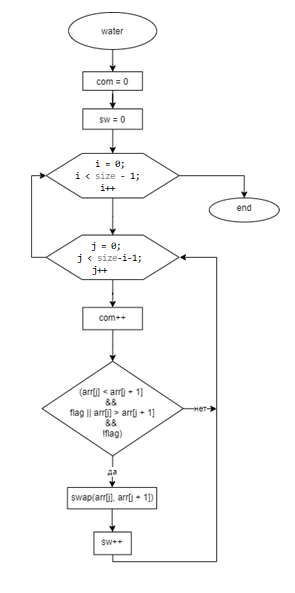 water
com = 0
sw = 0
i = 0;
i < size - 1;
i++
end
j = 0;
j < size-i-1;
j++
com++
(arr[j] < arr[j + 1]
&&
flag || arr[j] > arr[j + 1]
&&
!flag)
нет
да
swap(arr[j], arr[j + 1])
sw++